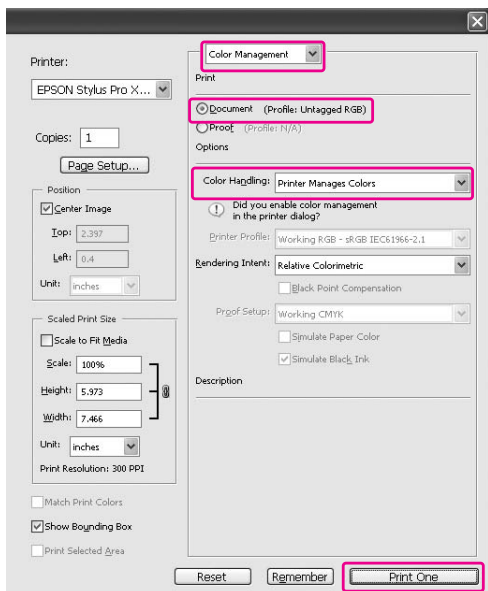 Printer:
EPSON Stylus Pro X...
Copies: 1
Page Setup...
Position
Center Image
Top: 2.397
Left: 0.4
Unit: inches
Scaled Print Size
Scale to Fit Media
Scale: 100%
Height: 5.973
Width: 7.466
Unit: inches
Print Resolution: 300 PPI
Match Print Colors
Show Bounding Box
Print Selected Area
Color Management
Print
Document (Profile: Untagged RGB)
Proof (Profile: N/A)
Options
Color Handling: Printer Manages Colors
Did you enable color management
in the printer dialog?
Printer Profile: Working RGB - sRGB IEC61966-2.1
Rendering Intent: Relative Colorimetric
Black Point Compensation
Proof Setup: Working CMYK
Simulate Paper Color
Simulate Black Ink
Description
Reset Remember Print One